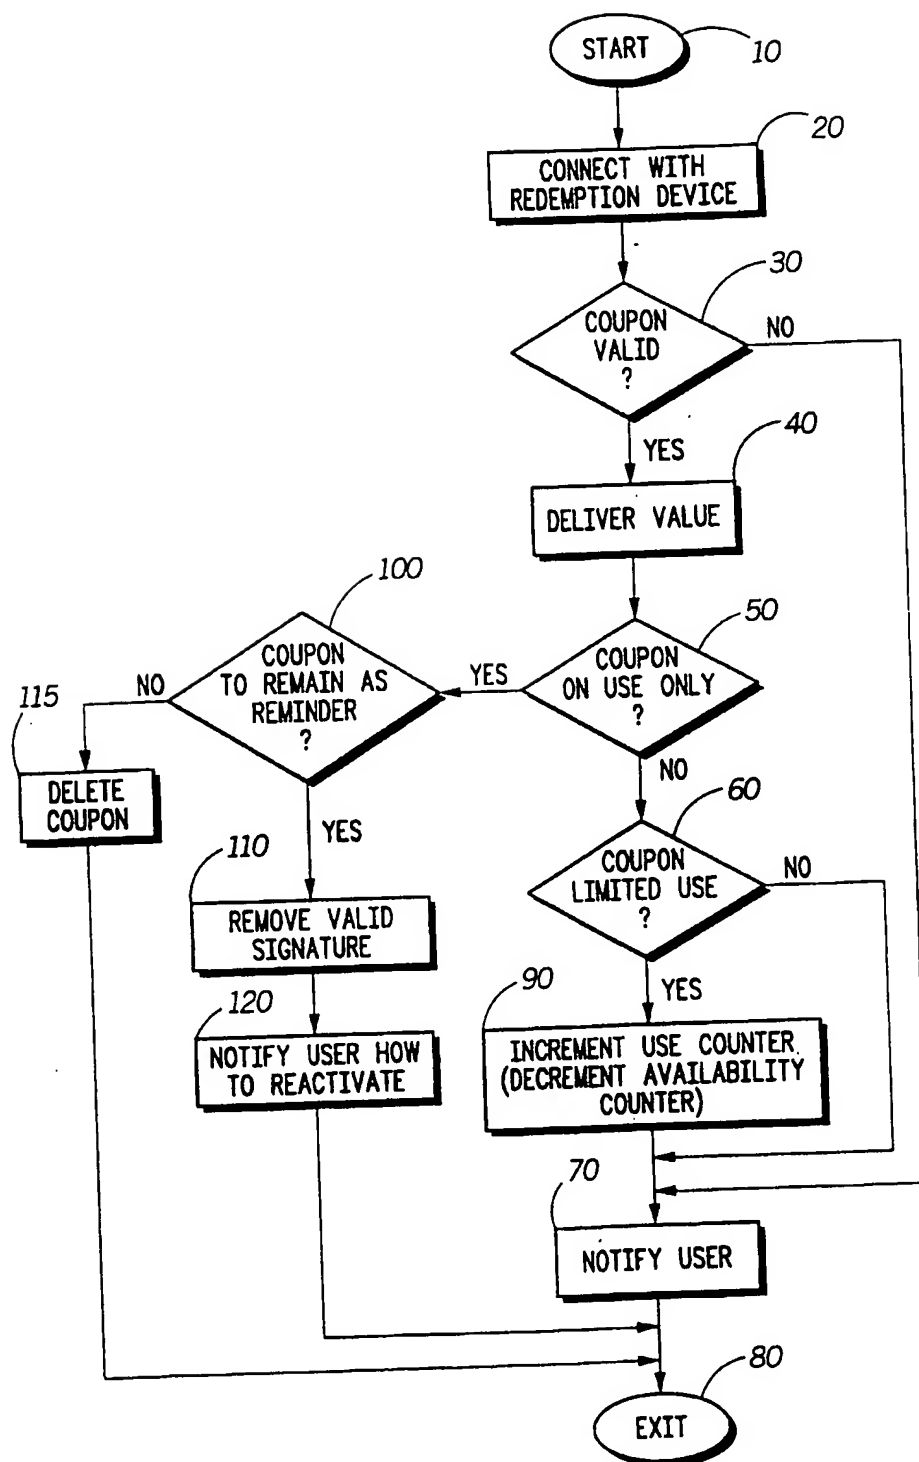 START
10
20
CONNECT WITH
REDEMPTION DEVICE
30
COUPON
VALID
?
NO
YES
40
DELIVER VALUE
100
50
COUPON
TO REMAIN AS
REMINDER
?
YES
COUPON
ON USE ONLY
?
NO
115
DELETE
COUPON
YES
NO
60
COUPON
LIMITED USE
?
NO
110
REMOVE VALID
SIGNATURE
YES
120
90
NOTIFY USER HOW
TO REACTIVATE
INCREMENT USE COUNTER
(DECREMENT AVAILABILITY
COUNTER)
70
NOTIFY USER
80
EXIT